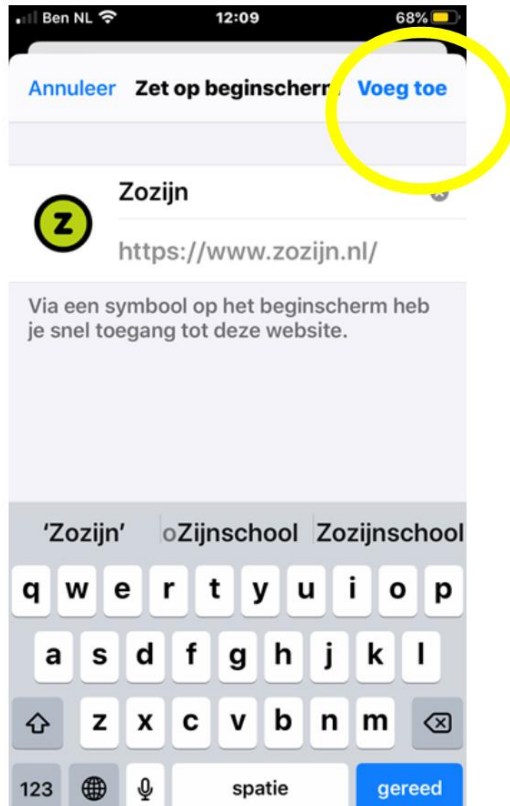 Ben NL 12:09 68%
Annuleer Zet op beginscherm Voeg toe
Z
Zozijn
https://www.zozijn.nl/
Via een symbool op het beginscherm heb
je snel toegang tot deze website.
‘Zozijn’ oZijnschool Zozijnschool
q w e r t y u i o p
a s d f g h j k l
z x c v b n m
123 spatie gereed